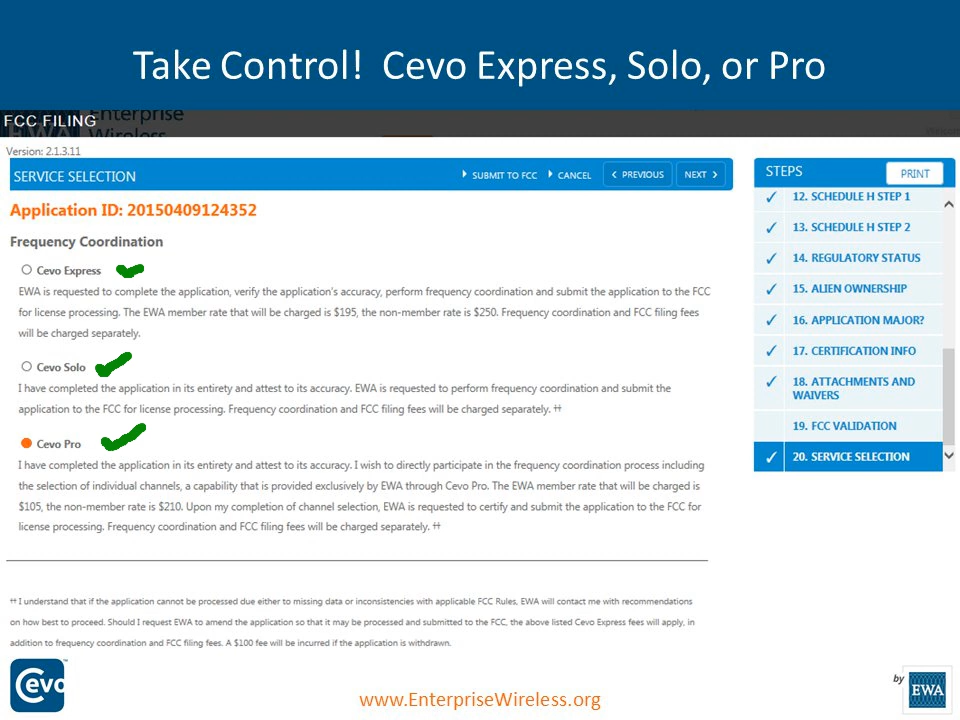 Take Control!  Cevo Express, Solo, or Pro
Enterprise
FCC FILING
EWA
Wireless
Version: 2.1.3.11
SERVICE SELECTION
SUBMIT TO FCC
CANCEL
PREVIOUS
NEXT
STEPS
PRINT
Application ID: 20150409124352
Frequency Coordination
Cevo Express
EWA is requested to complete the application, verify the application's accuracy, perform frequency coordination and submit the application to the FCC
for license processing. The EWA member rate that will be charged is $195, the non-member rate is $250. Frequency coordination and FCC filing fees
will be charged separately.
Cevo Solo
I have completed the application in its entirety and attest to its accuracy. EWA is requested to perform frequency coordination and submit the
application to the FCC for license processing. Frequency coordination and FCC filing fees will be charged separately. ‡‡
Cevo Pro
I have completed the application in its entirety and attest to its accuracy. I wish to directly participate in the frequency coordination process including
the selection of individual channels, a capability that is provided exclusively by EWA through Cevo Pro. The EWA member rate that will be charged is
$105, the non-member rate is $210. Upon my completion of channel selection, EWA is requested to certify and submit the application to the FCC for
license processing. Frequency coordination and FCC filing fees will be charged separately. ‡‡
12. SCHEDULE H STEP 1
13. SCHEDULE H STEP 2
14. REGULATORY STATUS
15. ALIEN OWNERSHIP
16. APPLICATION MAJOR?
17. CERTIFICATION INFO
18. ATTACHMENTS AND
WAIVERS
19. FCC VALIDATION
20. SERVICE SELECTION
‡‡ I understand that if the application cannot be processed due either to missing data or inconsistencies with applicable FCC Rules, EWA will contact me with recommendations
on how best to proceed. Should I request EWA to amend the application so that it may be processed and submitted to the FCC, the above listed Cevo Express fees will apply, in
addition to frequency coordination and FCC filing fees. A $100 fee will be incurred if the application is withdrawn.
Cevo
www.EnterpriseWireless.org
by
EWA